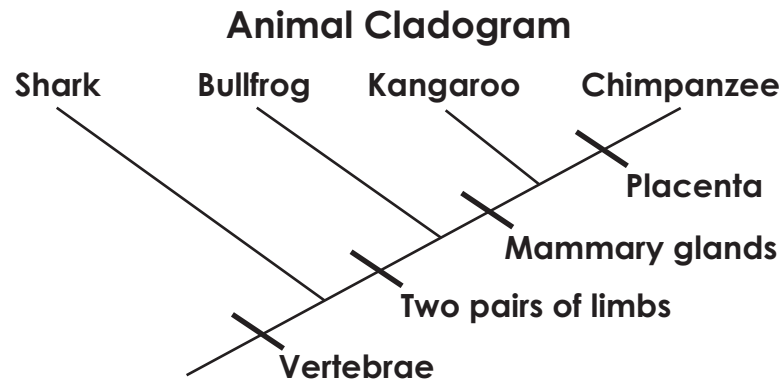 Animal Cladogram
Shark Bullfrog Kangaroo Chimpanzee
Placenta
Mammary glands
Two pairs of limbs
Vertebrae